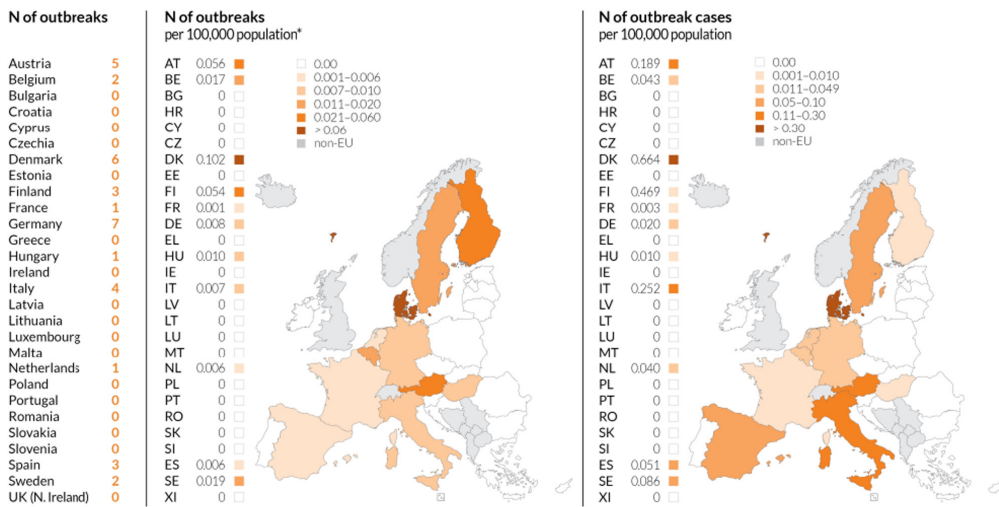 N of outbreaks
Austria 5
Belgium 2
Bulgaria 0
Croatia 0
Cyprus 0
Czechia 0
Denmark 6
Estonia 0
Finland 3
France 1
Germany 7
Greece 0
Hungary 1
Ireland 0
Italy 4
Latvia 0
Lithuania 0
Luxembourg 0
Malta 0
Netherlands 1
Poland 0
Portugal 0
Romania 0
Slovakia 0
Slovenia 0
Spain 3
Sweden 2
UK (N. Ireland) 0
N of outbreaks
per 100,000 population*
AT 0.056
BE 0.017
BG 0
HR 0
CY 0
CZ 0
DK 0.102
EE 0
FI 0.054
FR 0.001
DE 0.008
EL 0
HU 0.010
IE 0
IT 0.007
LV 0
LT 0
LU 0
MT 0
NL 0.006
PL 0
PT 0
RO 0
SK 0
SI 0
ES 0.006
SE 0.019
XI 0
0.00
0.001–0.006
0.007–0.010
0.011–0.020
0.021–0.060
> 0.06
non-EU
N of outbreak cases
per 100,000 population
AT 0.189
BE 0.043
BG 0
HR 0
CY 0
CZ 0
DK 0.664
EE 0
FI 0.469
FR 0.003
DE 0.020
EL 0
HU 0.010
IE 0
IT 0.252
LV 0
LT 0
LU 0
MT 0
NL 0.040
PL 0
PT 0
RO 0
SK 0
SI 0
ES 0.051
SE 0.086
XI 0
0.00
0.001–0.010
0.011–0.049
0.05–0.10
0.11–0.30
> 0.30
non-EU